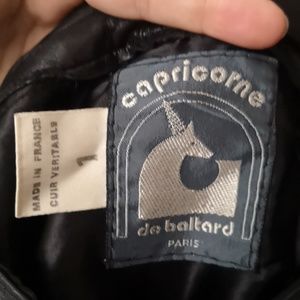 capricorne
de baltard
PARIS
MADE IN FRANCE
CUIR VERITABLE
1